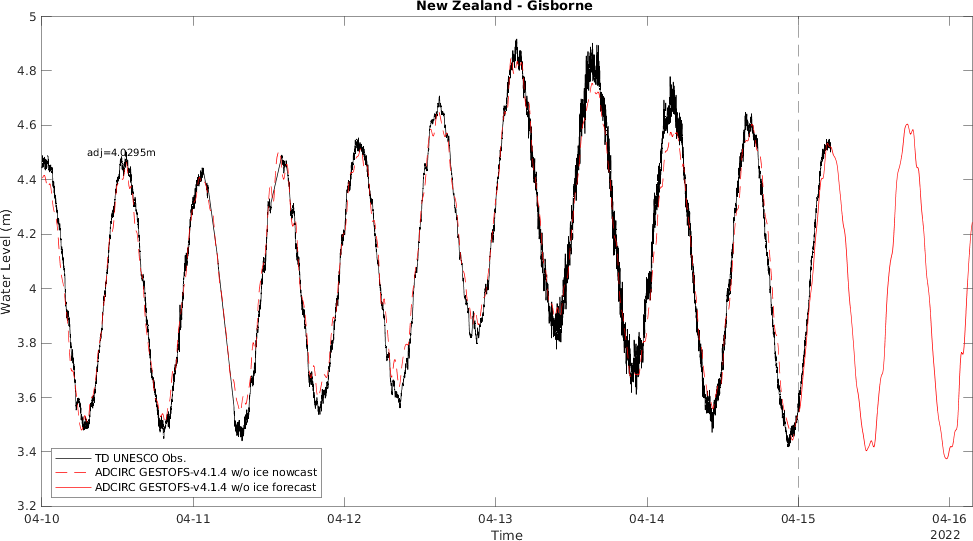 New Zealand - Gisborne
5
4.8
4.6
4.4
4.2
4
3.8
3.6
3.4
3.2
Water Level (m)
adj=4.0295m
TD UNESCO Obs.
ADCIRC GESTOFS-v4.1.4 w/o ice nowcast
ADCIRC GESTOFS-v4.1.4 w/o ice forecast
04-10 04-11 04-12 04-13 04-14 04-15 04-16
Time
2022